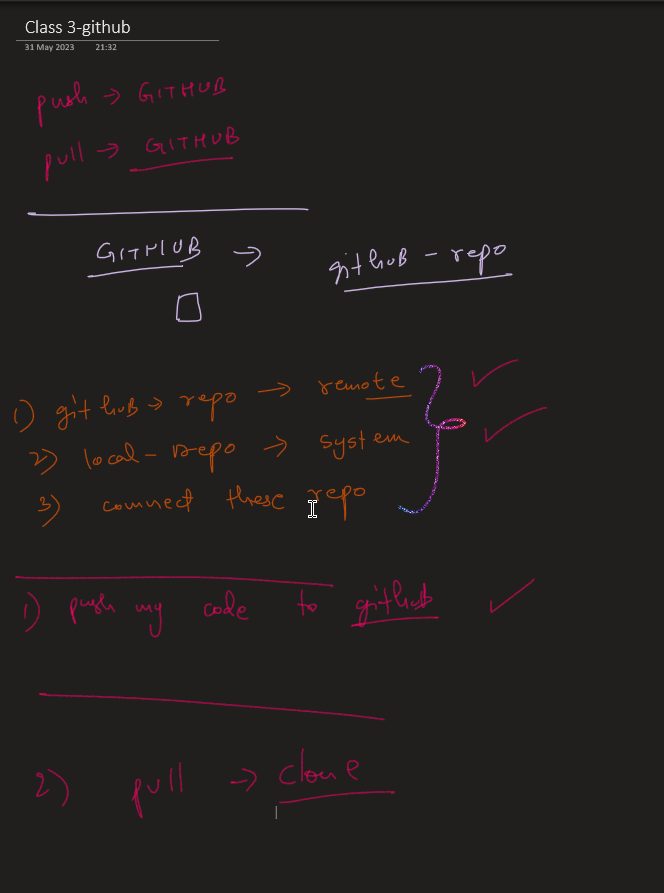 Class 3-github
31 May 2023 21:32
push → GITHUB
pull → GITHUB
GITHUB → github - repo
1) github → repo → remote
2) local - repo → system
3) connect these repo
1) push my code to github
2) pull → clone